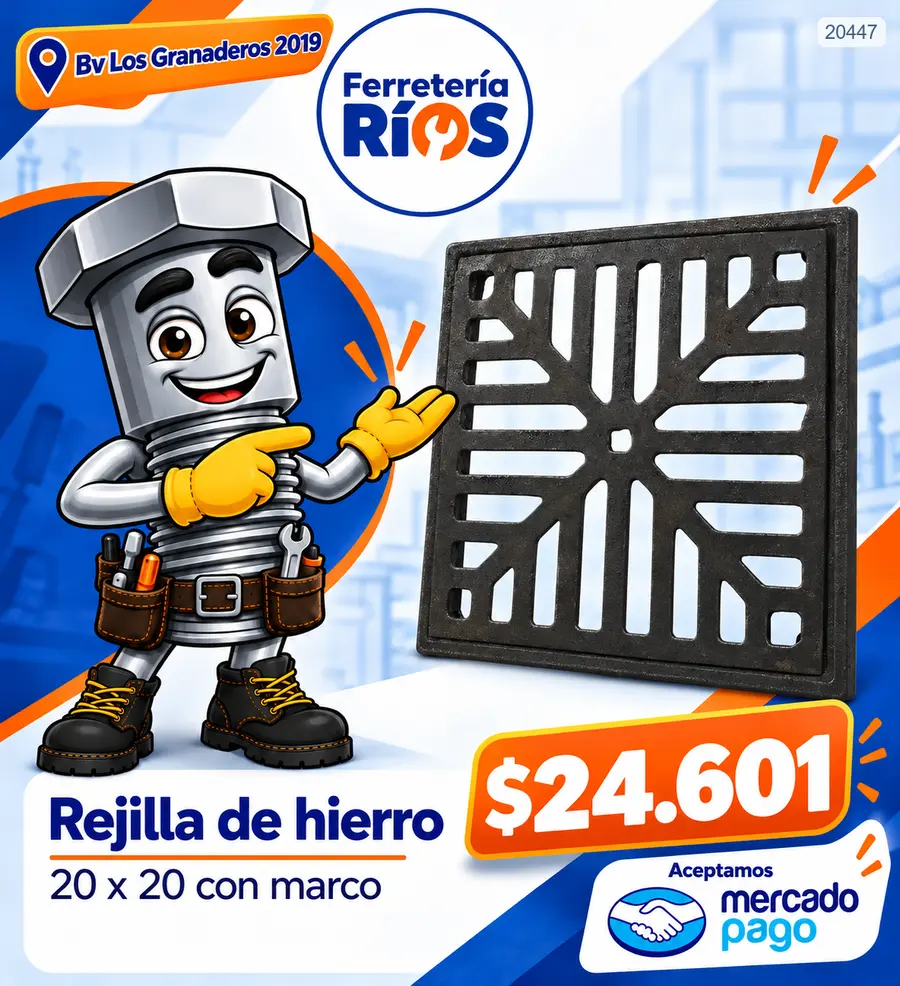 Bv Los Granaderos 2019
20447
Ferretería
Ríos
$24.601
Rejilla de hierro
20 x 20 con marco
Aceptamos
mercado
pago